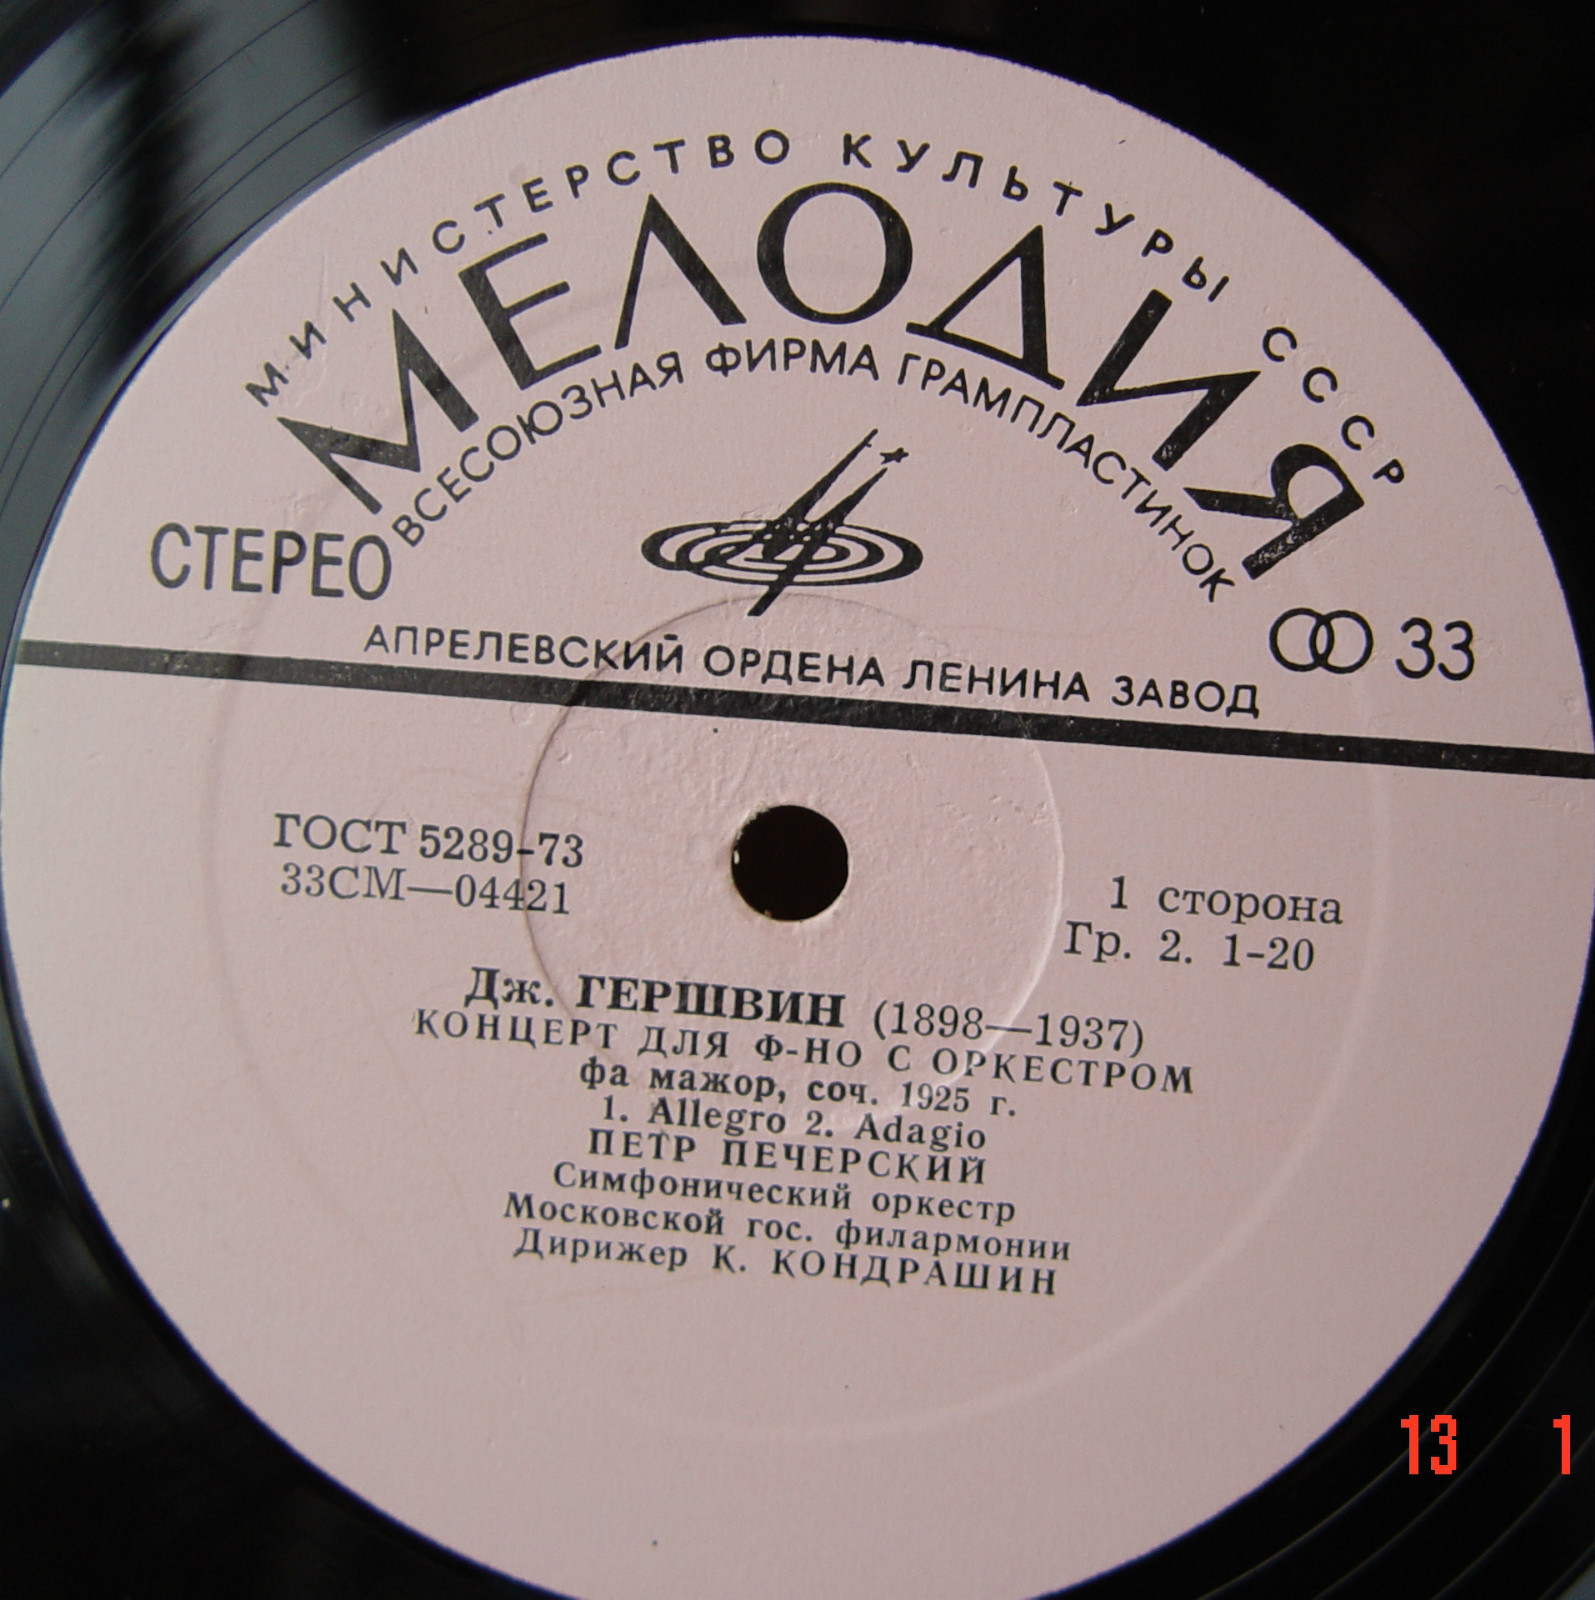 МИНИСТЕРСТВО КУЛЬТУРЫ СССР
МЕЛОДИЯ
ВСЕСОЮЗНАЯ ФИРМА ГРАМПЛАСТИНОК
СТЕРЕО
33
АПРЕЛЕВСКИЙ ОРДЕНА ЛЕНИНА ЗАВОД
ГОСТ 5289-73
33СМ—04421
1 сторона
Гр. 2. 1-20
Дж. ГЕРШВИН (1898—1937)
КОНЦЕРТ ДЛЯ Ф-НО С ОРКЕСТРОМ
фа мажор, соч. 1925 г.
1. Allegro 2. Adagio
ПЕТР ПЕЧЕРСКИЙ
Симфонический оркестр
Московской гос. филармонии
Дирижер К. КОНДРАШИН
13 1